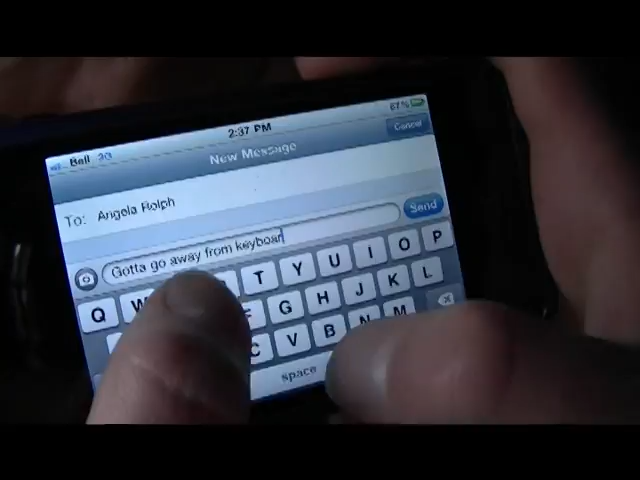 Bell 3G 2:37 PM 67%
New Message Cancel
To: Angela Rolph
Gotta go away from keyboar Send
Q W T Y U I O P
F G H J K L
C V B N M
space